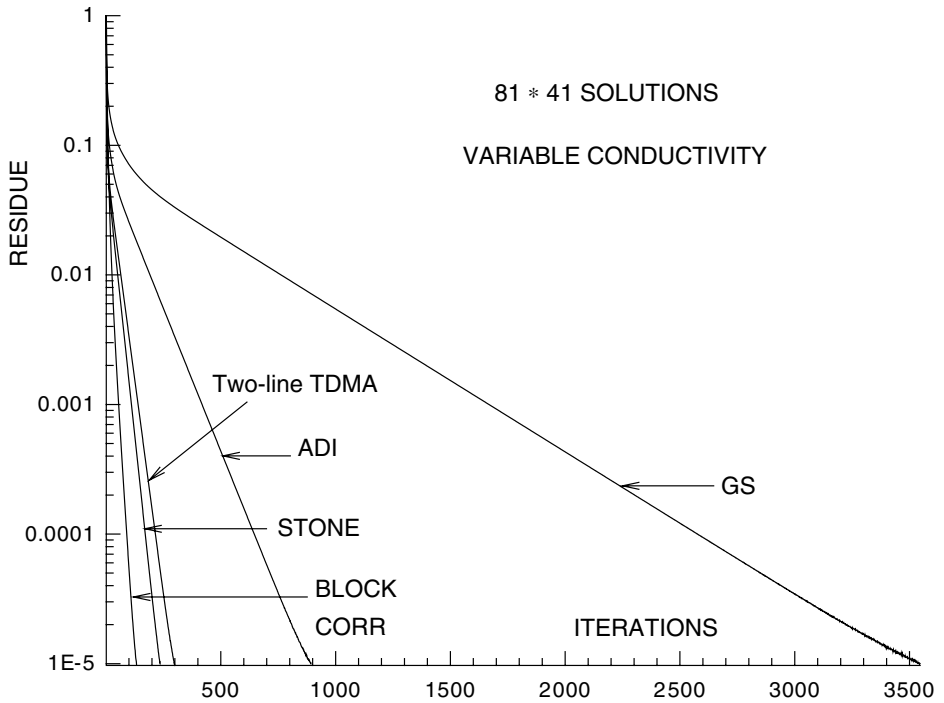 1
81 * 41 SOLUTIONS
0.1
VARIABLE CONDUCTIVITY
RESIDUE
0.01
Two-line TDMA
0.001
ADI
GS
0.0001
STONE
BLOCK
CORR
ITERATIONS
1E-5
500 1000 1500 2000 2500 3000 3500